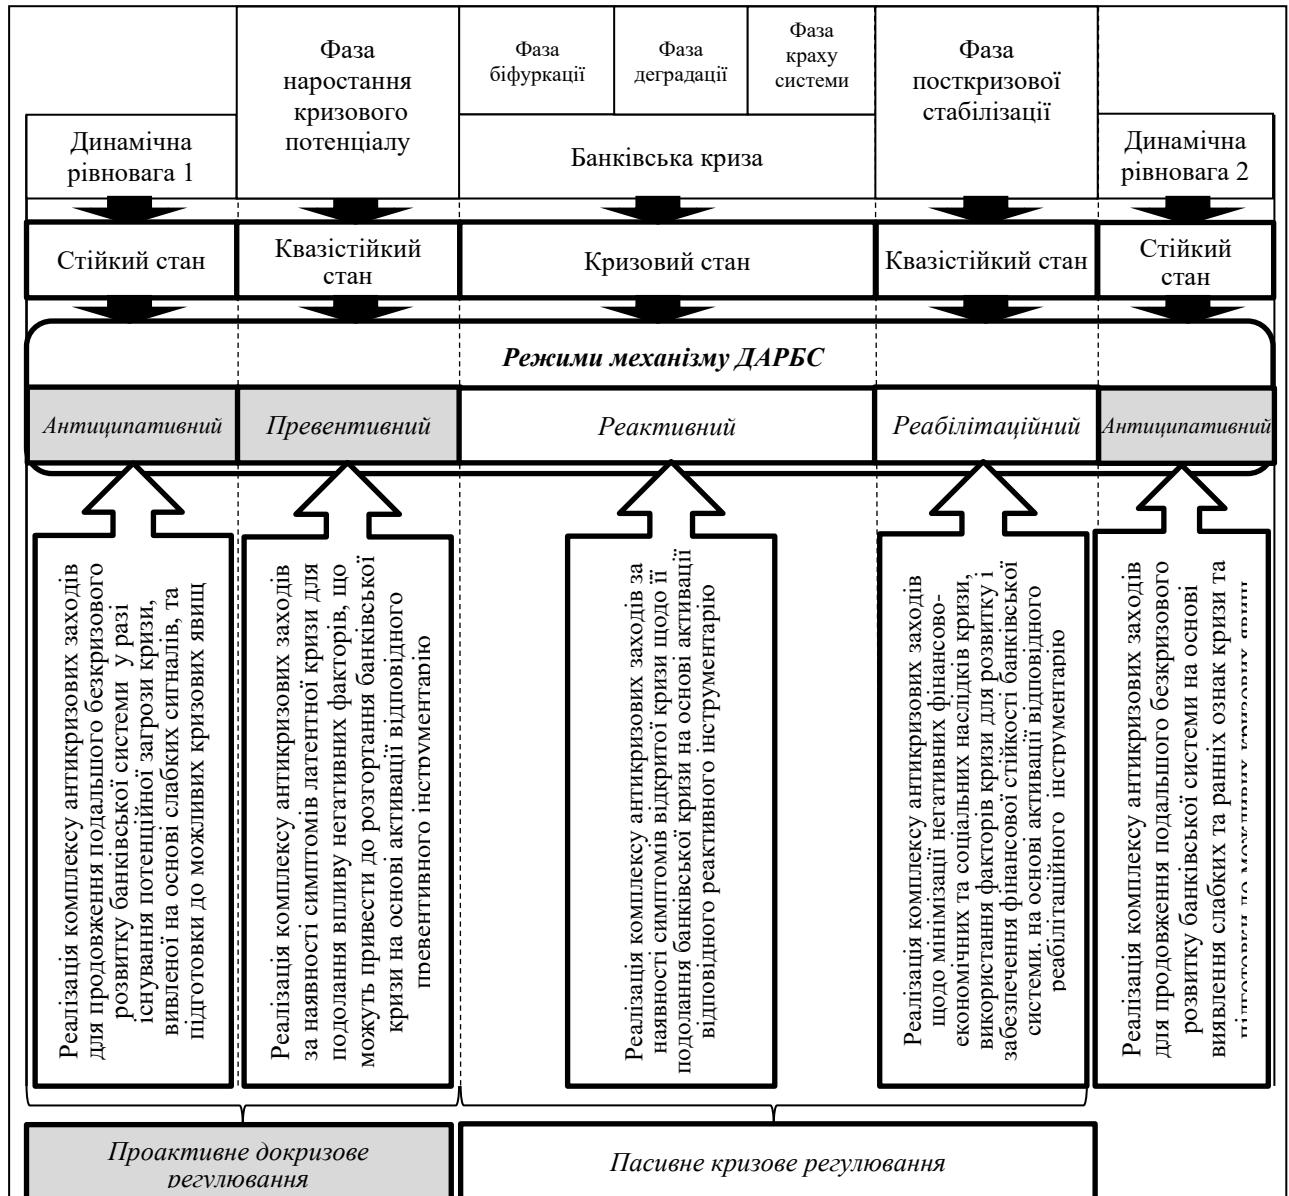 Фаза
наростання
кризового
потенціалу
Фаза
біфуркації
Фаза
деградації
Фаза
краху
системи
Фаза
посткризової
стабілізації
Динамічна
рівновага 1
Банківська криза
Динамічна
рівновага 2
Стійкий стан
Квазістійкий
стан
Кризовий стан
Квазістійкий стан
Стійкий
стан
Режими механізму ДАРБС
Антиципативний
Превентивний
Реактивний
Реабілітаційний
Антиципативний
Реалізація комплексу антикризових заходів
для продовження подальшого безкризового
розвитку банківської системи у разі
існування потенційної загрози кризи,
вивленої на основі слабких сигналів, та
підготовки до можливих кризових явищ
Реалізація комплексу антикризових заходів
за наявності симптомів латентної кризи для
подолання впливу негативних факторів, що
можуть привести до розгортання банківської
кризи на основі активації відповідного
превентивного інструментарію
Реалізація комплексу антикризових заходів за
наявності симптомів відкритої кризи щодо її
подолання банківської кризи на основі активації
відповідного реактивного інструментарію
Реалізація комплексу антикризових заходів
щодо мінімізації негативних фінансово-
економічних та соціальних наслідків кризи,
використання факторів кризи для розвитку і
забезпечення фінансової стійкості банківської
системи. на основі активації відповідного
реабілітаційного інструментарію
Реалізація комплексу антикризових заходів
для продовження подальшого безкризового
розвитку банківської системи на основі
виявлення слабких та ранніх ознак кризи та
підготовки до можливих кризових явищ
Проактивне докризове
регулювання
Пасивне кризове регулювання